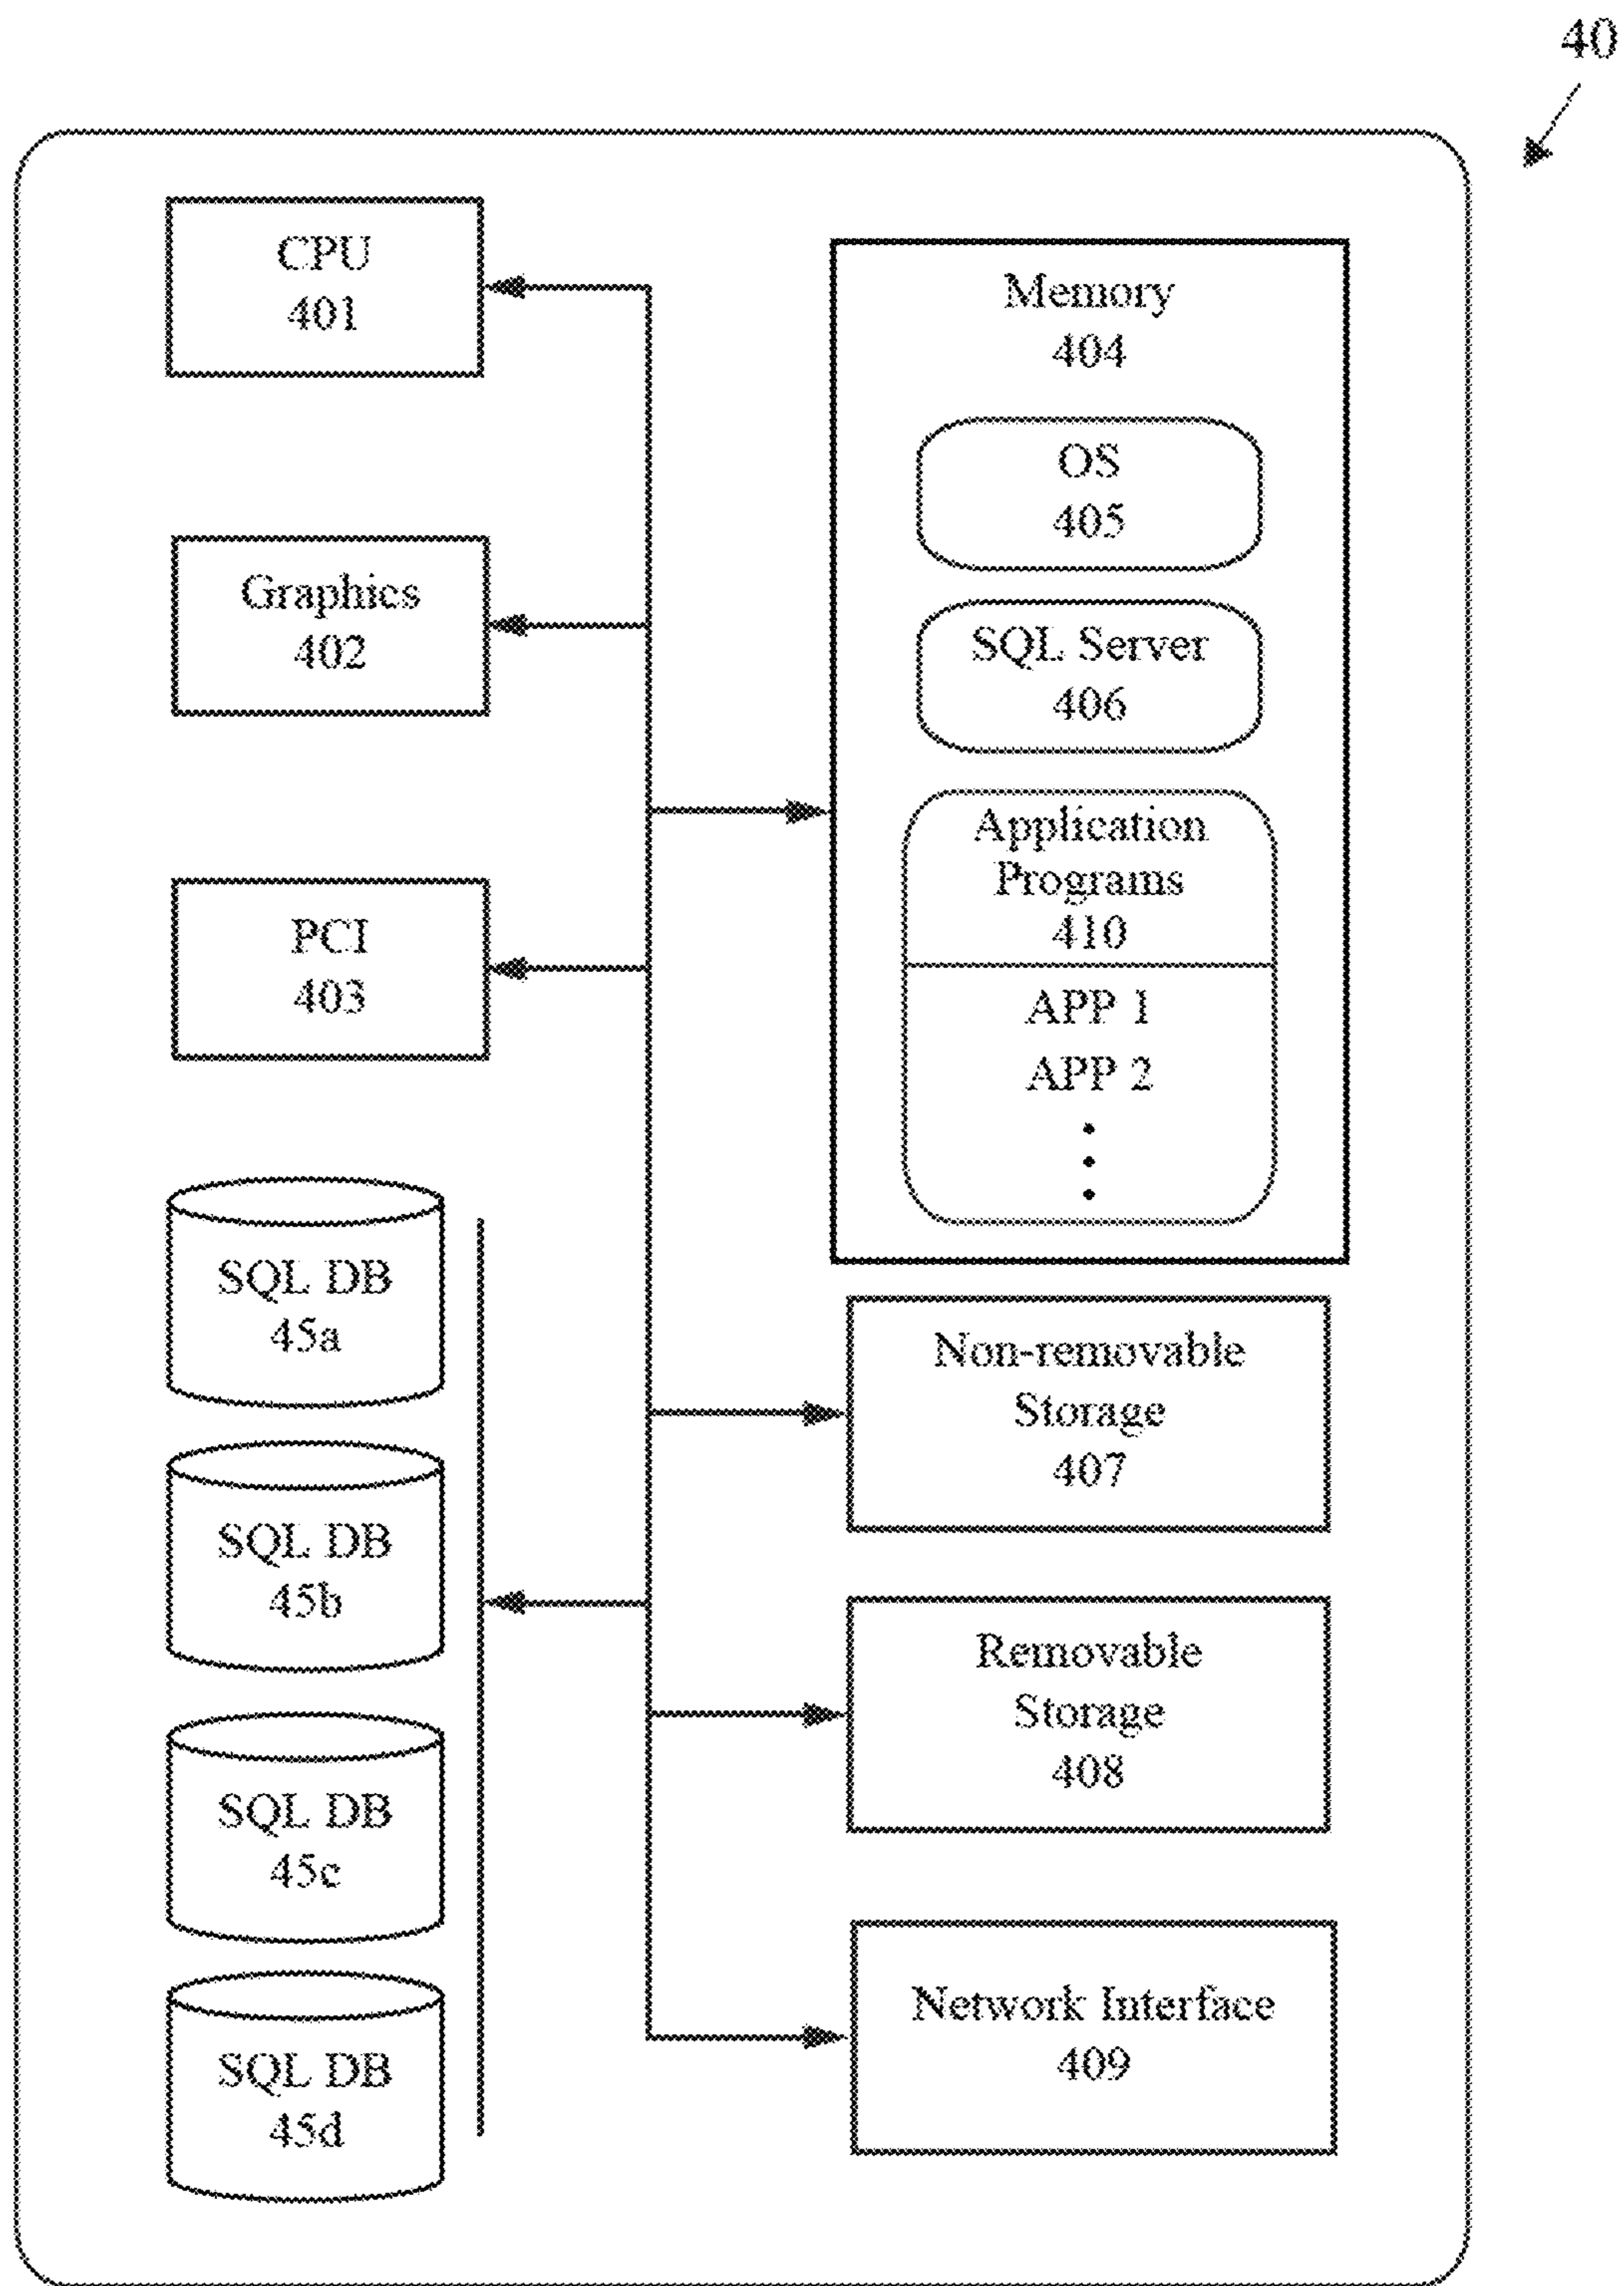 40
CPU
401
Graphics
402
PCI
403
SQL DB
45a
SQL DB
45b
SQL DB
45c
SQL DB
45d
Memory
404
OS
405
SQL Server
406
Application
Programs
410
APP 1
APP 2
Non-removable
Storage
407
Removable
Storage
408
Network Interface
409